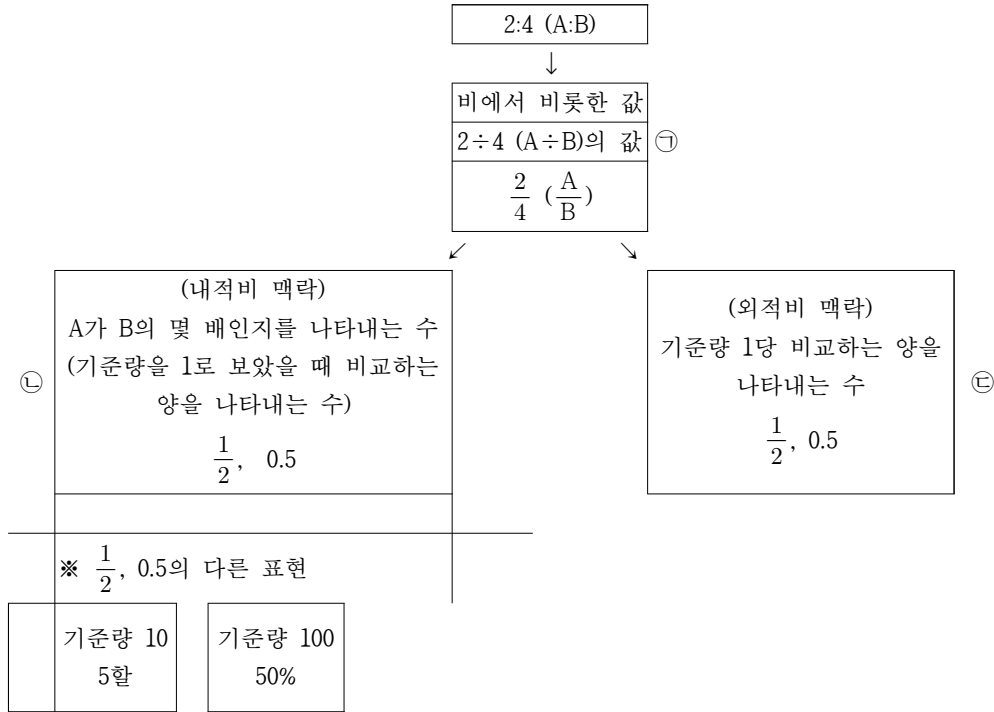 2:4 (A:B)
↓
비에서 비롯한 값
2÷4 (A÷B)의 값 ㉠
2/4 (A/B)
↙ ↘
(내적비 맥락)
A가 B의 몇 배인지를 나타내는 수
(기준량을 1로 보았을 때 비교하는
양을 나타내는 수)
1/2, 0.5
㉡
(외적비 맥락)
기준량 1당 비교하는 양을
나타내는 수
1/2, 0.5
㉢
※ 1/2, 0.5의 다른 표현
기준량 10
5할
기준량 100
50%